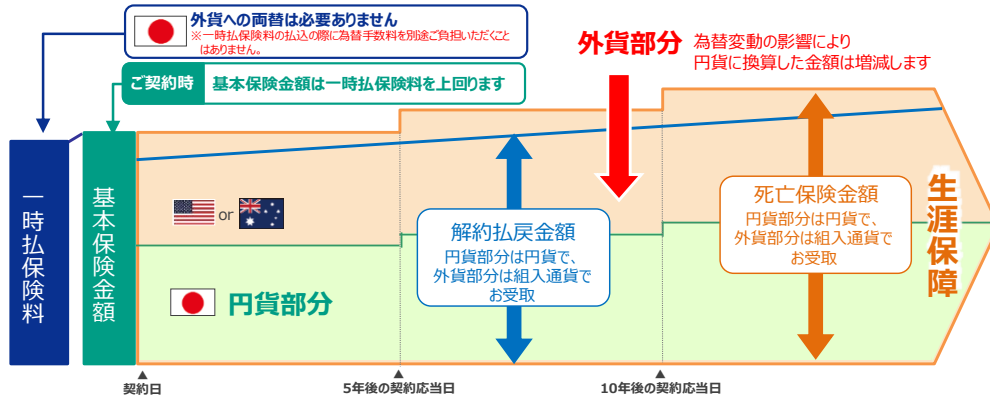 外貨への両替は必要ありません
※一時払保険料の払込の際に為替手数料を別途ご負担いただくこと
はありません。
ご契約時 基本保険金額は一時払保険料を上回ります
外貨部分
為替変動の影響により
円貨に換算した金額は増減します
一時払保険料
基本保険金額
or
円貨部分
解約払戻金額
円貨部分は円貨で、
外貨部分は組入通貨で
お受取
死亡保険金額
円貨部分は円貨で、
外貨部分は組入通貨で
お受取
生涯保障
契約日
5年後の契約応当日
10年後の契約応当日